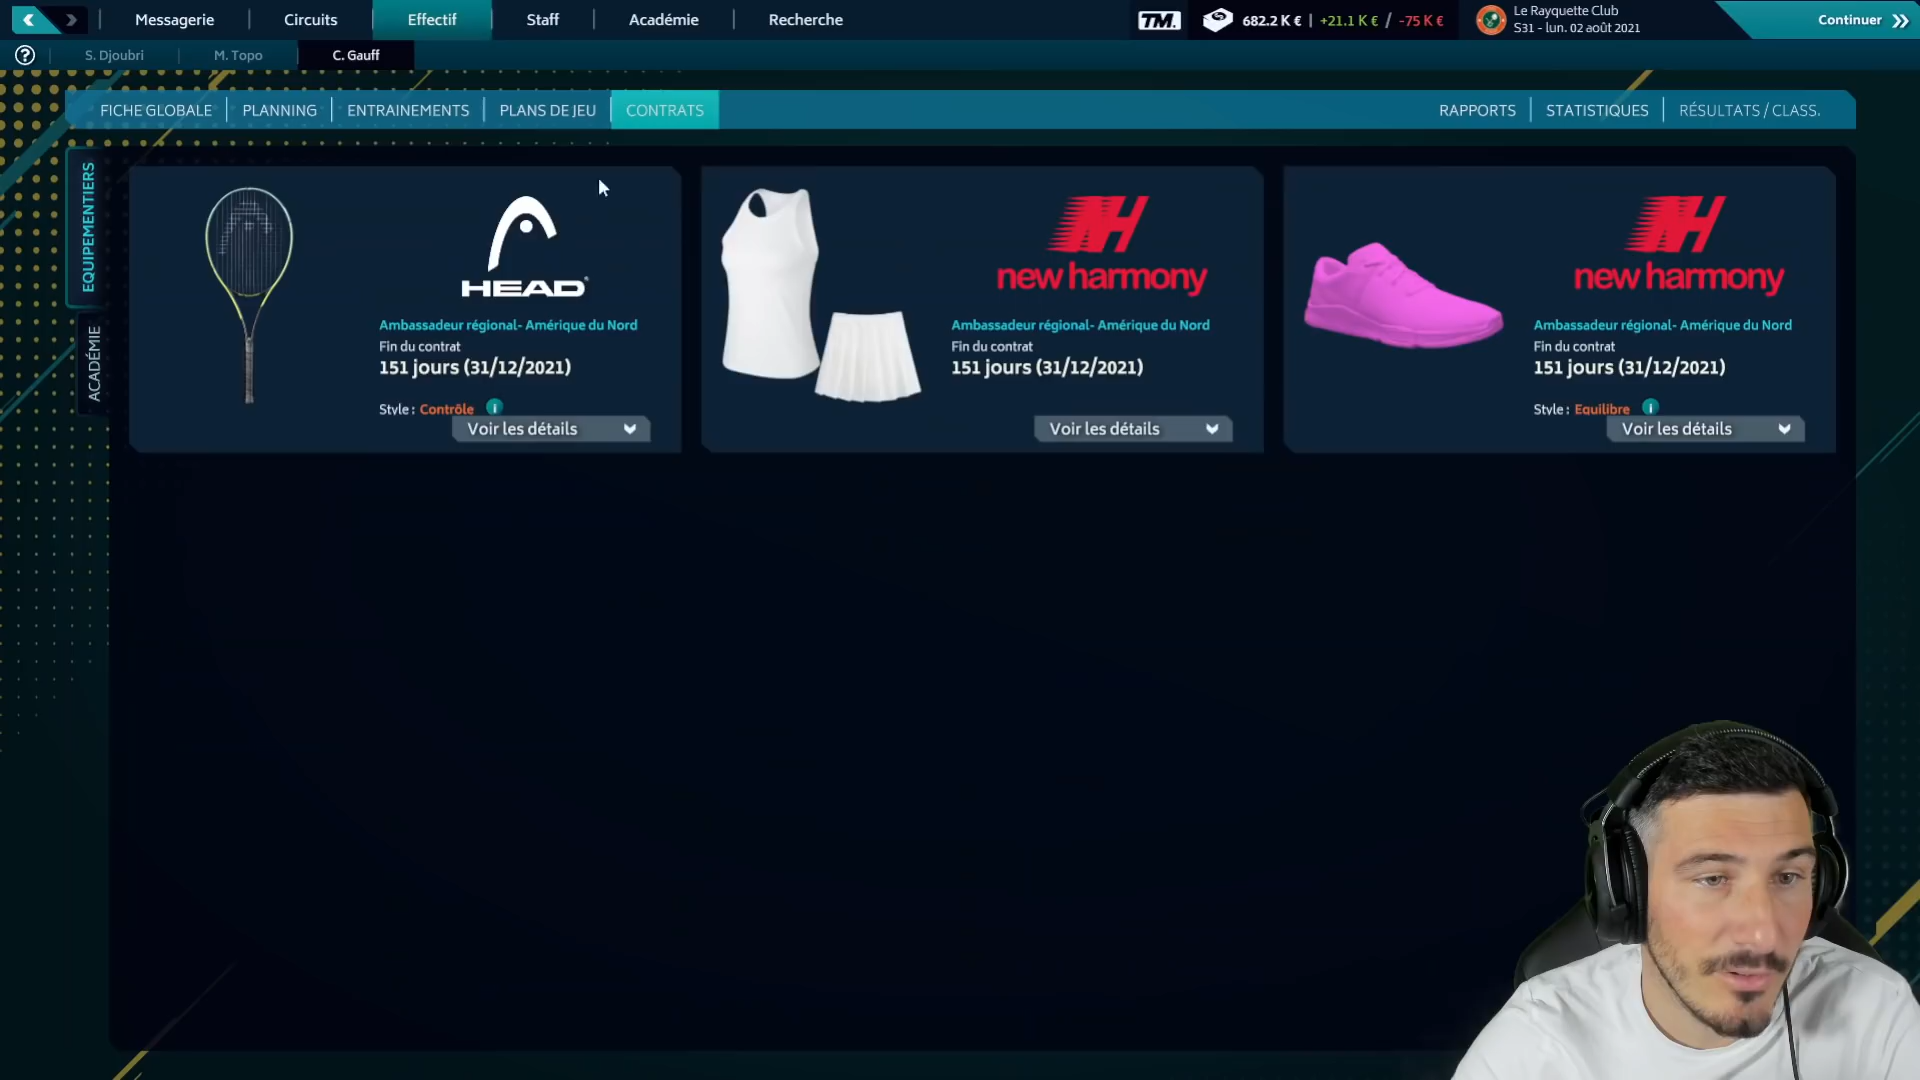 Messagerie
Circuits
Effectif
Staff
Académie
Recherche
TM.
682.2 K € | +21.1 K € / -75 K €
Le Rayquette Club
S31 - lun. 02 août 2021
Continuer
?
S. Djoubri
M. Topo
C. Gauff
FICHE GLOBALE
PLANNING
ENTRAINEMENTS
PLANS DE JEU
CONTRATS
RAPPORTS
STATISTIQUES
RÉSULTATS / CLASS.
EQUIPEMENTIERS
ACADÉMIE
HEAD
Ambassadeur régional- Amérique du Nord
Fin du contrat
151 jours (31/12/2021)
Style : Contrôle i
Voir les détails
NH
new harmony
Ambassadeur régional- Amérique du Nord
Fin du contrat
151 jours (31/12/2021)
Voir les détails
NH
new harmony
Ambassadeur régional- Amérique du Nord
Fin du contrat
151 jours (31/12/2021)
Style : Equilibre i
Voir les détails